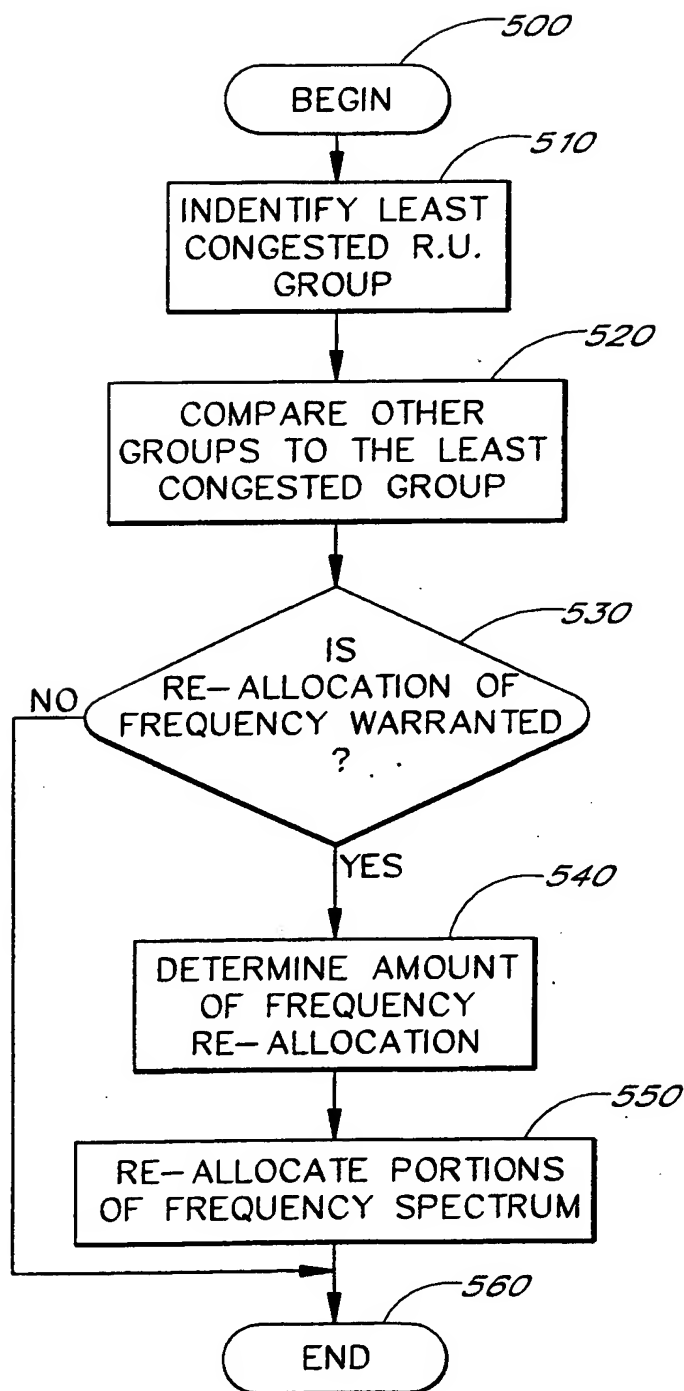 500
BEGIN
510
INDENTIFY LEAST
CONGESTED R.U.
GROUP
520
COMPARE OTHER
GROUPS TO THE LEAST
CONGESTED GROUP
530
IS
RE-ALLOCATION OF
FREQUENCY WARRANTED
?
NO
YES
540
DETERMINE AMOUNT
OF FREQUENCY
RE-ALLOCATION
550
RE-ALLOCATE PORTIONS
OF FREQUENCY SPECTRUM
560
END